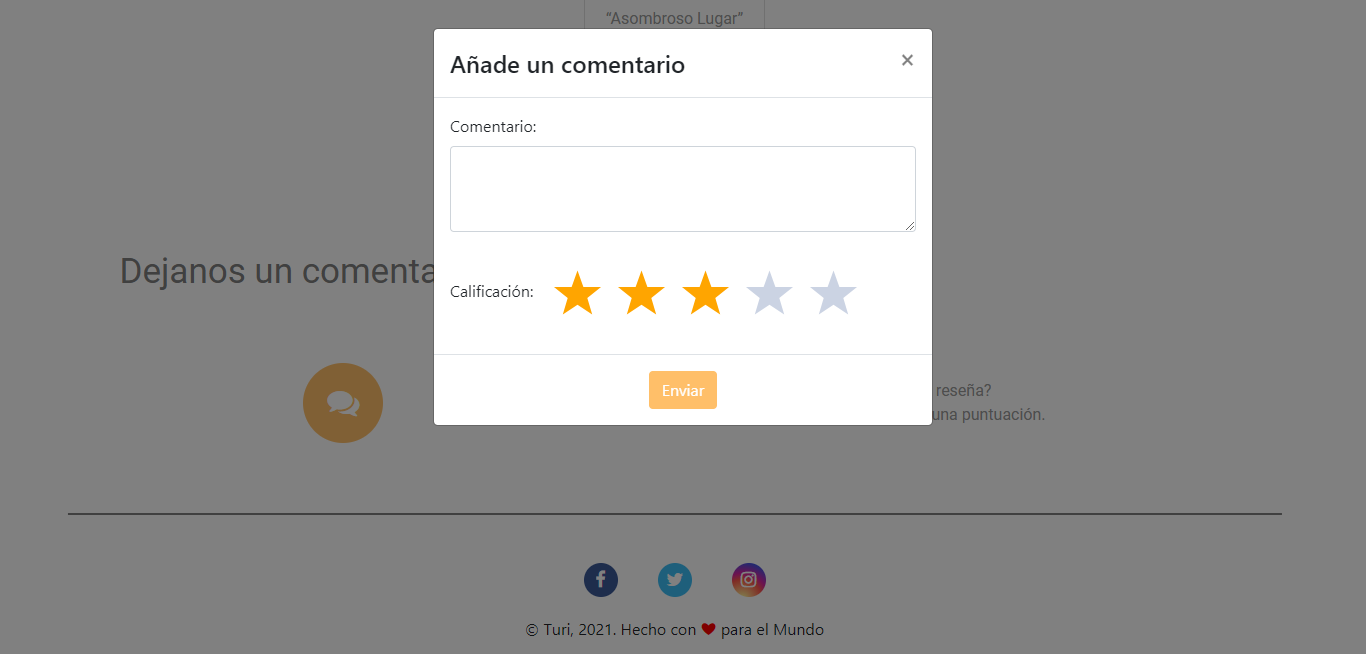 “Asombroso Lugar”
Añade un comentario
×
Comentario:
Dejanos un comenta
Calificación:
Enviar
reseña?
una puntuación.
© Turi, 2021. Hecho con ❤ para el Mundo